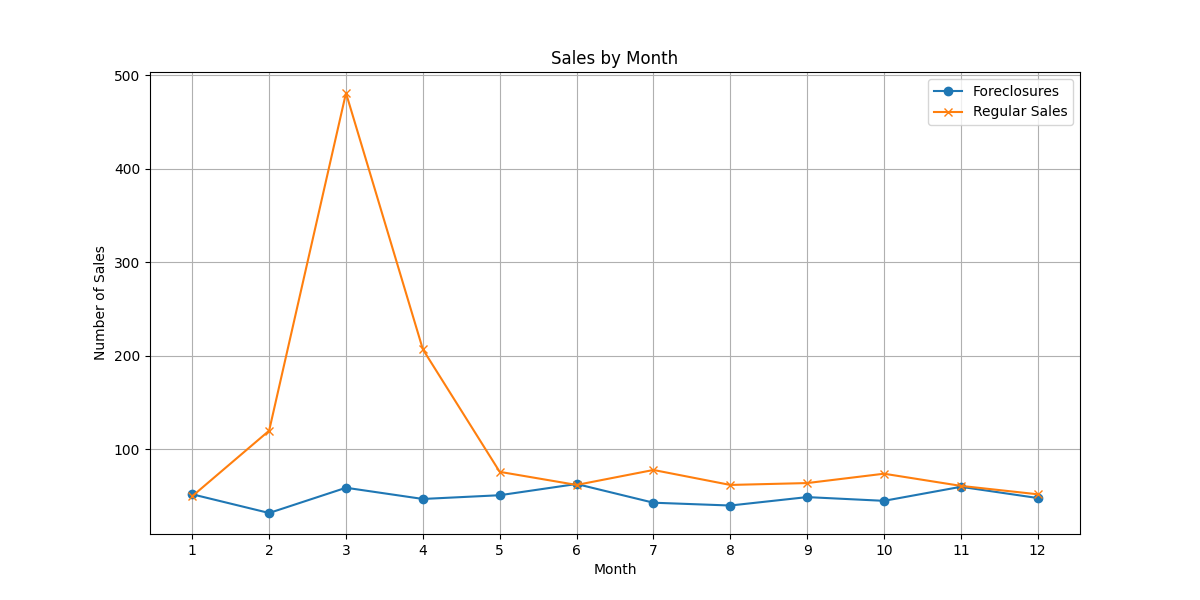 Sales by Month
500
400
300
200
100
Number of Sales
Foreclosures
Regular Sales
1 2 3 4 5 6 7 8 9 10 11 12
Month